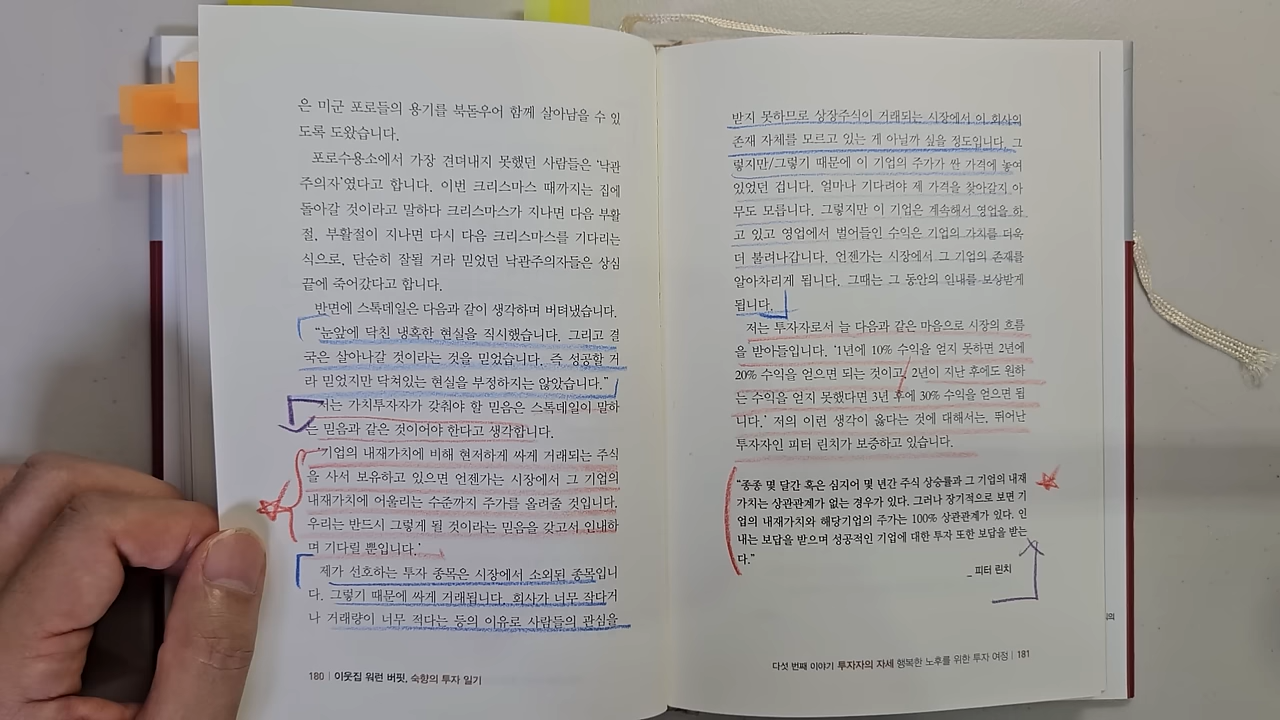 은 미군 포로들의 용기를 북돋우어 함께 살아남을 수 있
도록 도왔습니다.
포로수용소에서 가장 견뎌내지 못했던 사람들은 '낙관
주의자'였다고 합니다. 이번 크리스마스 때까지는 집에
돌아갈 것이라고 말하다 크리스마스가 지나면 다음 부활
절, 부활절이 지나면 다시 다음 크리스마스를 기다리는
식으로. 단순히 잘될 거라 믿었던 낙관주의자들은 상심
끝에 죽어갔다고 합니다.
반면에 스톡데일은 다음과 같이 생각하며 버텨냈습니다.
"눈앞에 닥친 냉혹한 현실을 직시했습니다. 그리고 결
국은 살아나갈 것이라는 것을 믿었습니다. 즉 성공할 거
라 믿었지만 닥쳐있는 현실을 부정하지는 않았습니다."
저는 가치투자자가 갖춰야 할 믿음은 스톡데일이 말하
는 믿음과 같은 것이어야 한다고 생각합니다.
'기업의 내재가치에 비해 현저하게 싸게 거래되는 주식
을 사서 보유하고 있으면 언젠가는 시장에서 그 기업의
내재가치에 어울리는 수준까지 주가를 올려줄 것입니다.
우리는 반드시 그렇게 될 것이라는 믿음을 갖고서 인내하
며 기다릴 뿐입니다.'
제가 선호하는 투자 종목은 시장에서 소외된 종목입니
다. 그렇기 때문에 싸게 거래됩니다. 회사가 너무 작다거
나 거래량이 너무 적다는 등의 이유로 사람들의 관심을
180 | 이웃집 워런 버핏, 숙향의 투자 일기
받지 못하므로 상장주식이 거래되는 시장에서 이 회사의
존재 자체를 모르고 있는 게 아닐까 싶을 정도입니다. 그
렇지만/그렇기 때문에 이 기업의 주가가 싼 가격에 놓여
있었던 겁니다. 얼마나 기다려야 제 가격을 찾아갈지 아
무도 모릅니다. 그렇지만 이 기업은 계속해서 영업을 하
고 있고 영업에서 벌어들인 수익은 기업의 가치를 더욱
더 불려나갑니다. 언젠가는 시장에서 그 기업의 존재를
알아차리게 됩니다. 그때는 그 동안의 인내를 보상받게
됩니다.
저는 투자자로서 늘 다음과 같은 마음으로 시장의 흐름
을 받아들입니다. '1년에 10% 수익을 얻지 못하면 2년에
20% 수익을 얻으면 되는 것이고, 2년이 지난 후에도 원하
는 수익을 얻지 못했다면 3년 후에 30% 수익을 얻으면 됩
니다.' 저의 이런 생각이 옳다는 것에 대해서는, 뛰어난
투자자인 피터 린치가 보증하고 있습니다.
"종종 몇 달간 혹은 심지어 몇 년간 주식 상승률과 그 기업의 내재
가치는 상관관계가 없는 경우가 있다. 그러나 장기적으로 보면 기
업의 내재가치와 해당기업의 주가는 100% 상관관계가 있다. 인
내는 보답을 받으며 성공적인 기업에 대한 투자 또한 보답을 받는
다."
_ 피터 린치
다섯 번째 이야기 투자자의 자세 행복한 노후를 위한 투자 여정 | 181